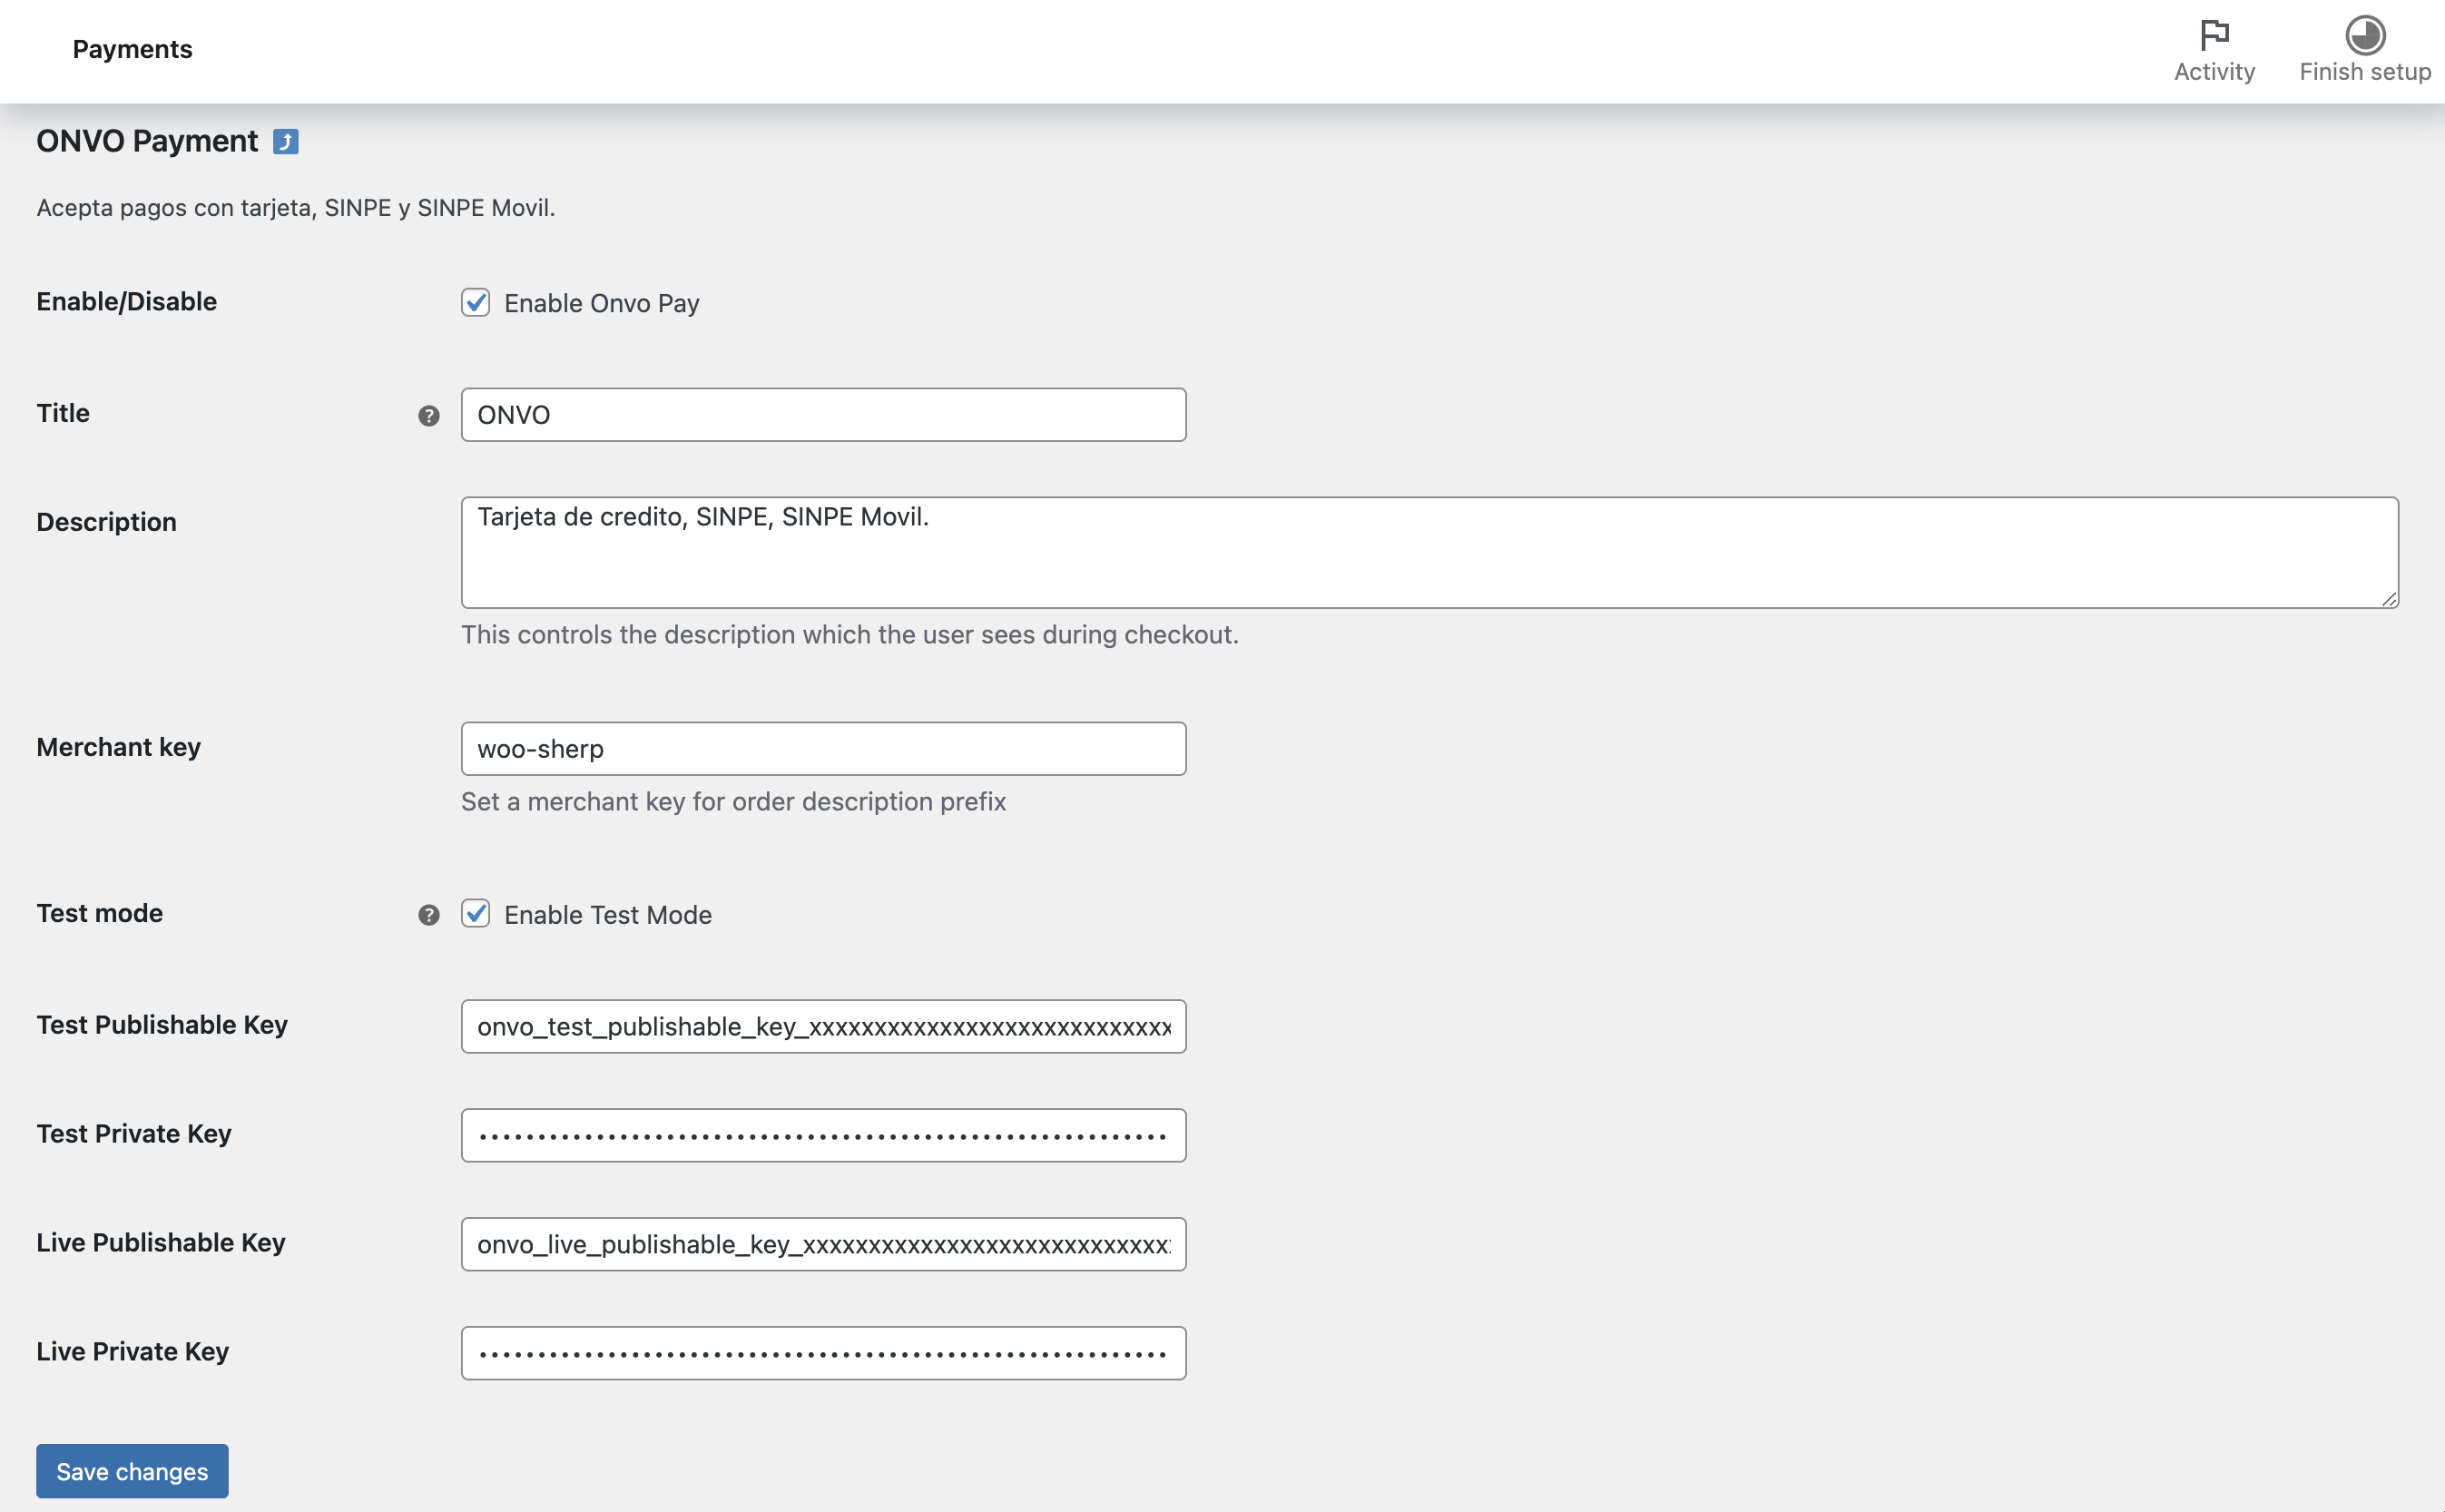 Payments
Activity
Finish setup
ONVO Payment
Acepta pagos con tarjeta, SINPE y SINPE Movil.
Enable/Disable
Enable Onvo Pay
Title
ONVO
Description
Tarjeta de credito, SINPE, SINPE Movil.
This controls the description which the user sees during checkout.
Merchant key
woo-sherp
Set a merchant key for order description prefix
Test mode
Enable Test Mode
Test Publishable Key
onvo_test_publishable_key_xxxxxxxxxxxxxxxxxxxxxxxxxxxx
Test Private Key
Live Publishable Key
onvo_live_publishable_key_xxxxxxxxxxxxxxxxxxxxxxxxxxxx
Live Private Key
Save changes